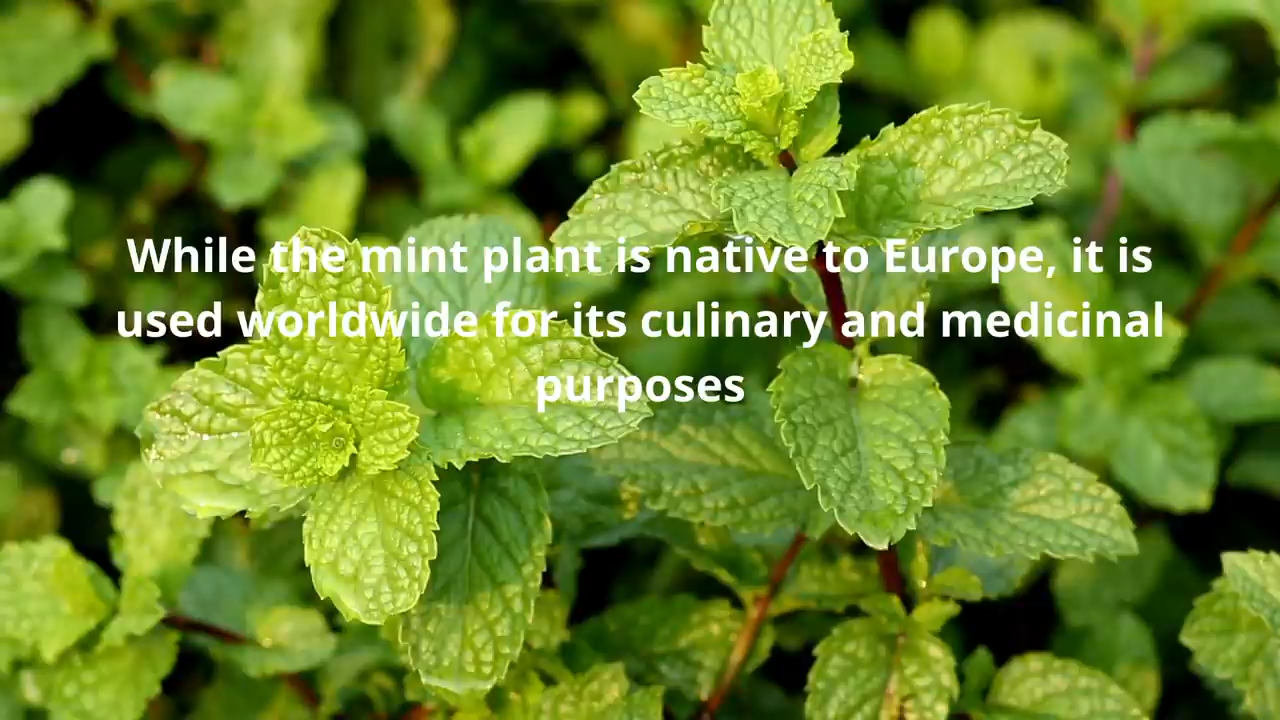 While the mint plant is native to Europe, it is
used worldwide for its culinary and medicinal
purposes